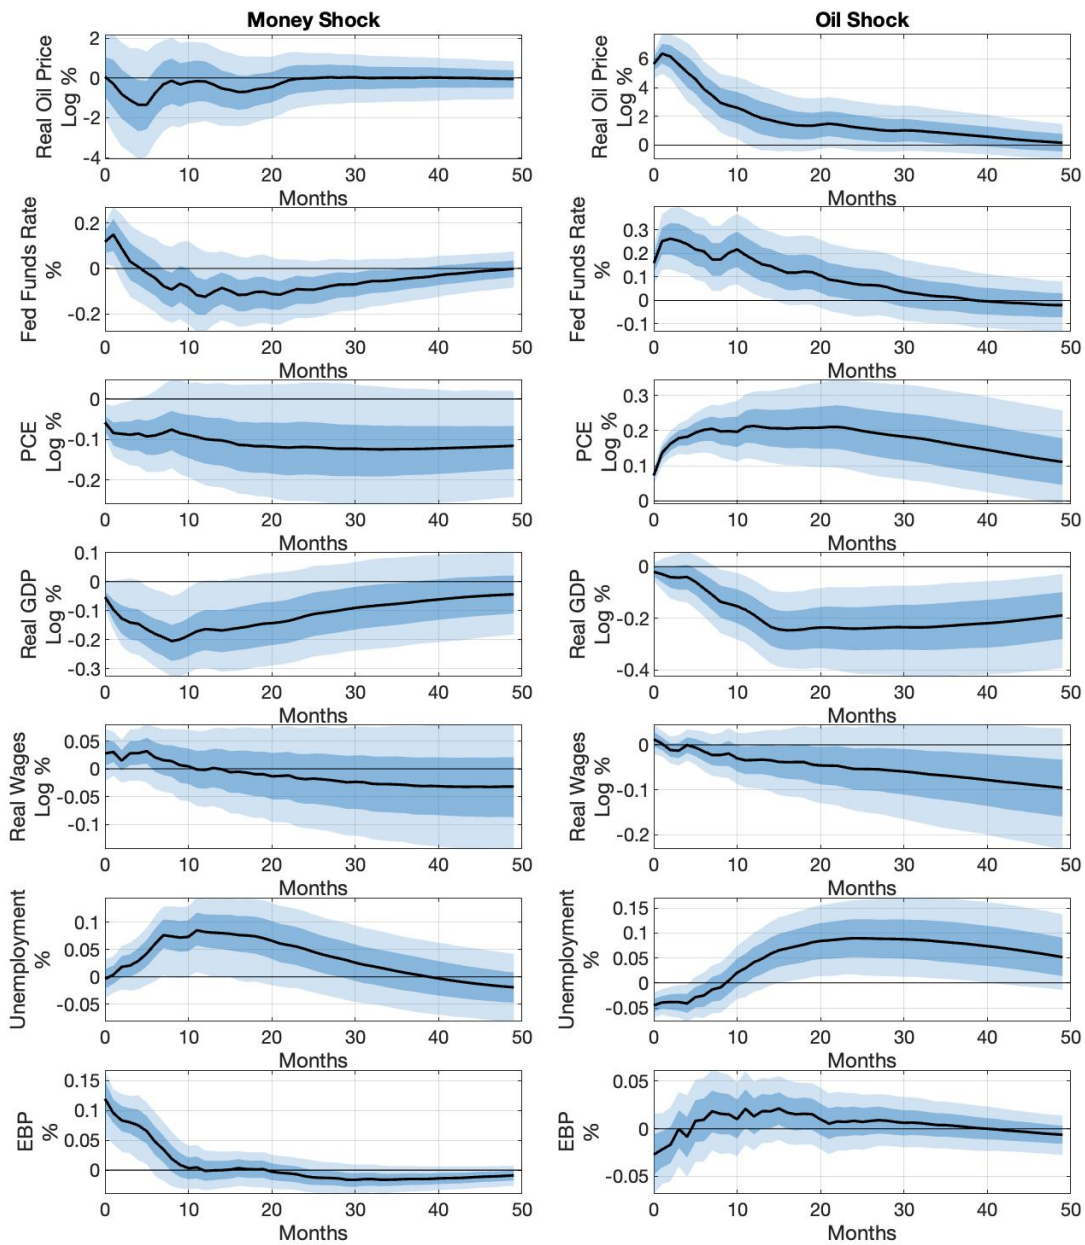 Money Shock
Real Oil Price
Log %
2
0
-2
-4
0 10 20 30 40 50
Months
Oil Shock
Real Oil Price
Log %
6
4
2
0
0 10 20 30 40 50
Months
Fed Funds Rate
%
0.2
0
-0.2
0 10 20 30 40 50
Months
Fed Funds Rate
%
0.3
0.2
0.1
0
-0.1
0 10 20 30 40 50
Months
PCE
Log %
0
-0.1
-0.2
0 10 20 30 40 50
Months
PCE
Log %
0.3
0.2
0.1
0
0 10 20 30 40 50
Months
Real GDP
Log %
0.1
0
-0.1
-0.2
-0.3
0 10 20 30 40 50
Months
Real GDP
Log %
0
-0.2
-0.4
0 10 20 30 40 50
Months
Real Wages
Log %
0.05
0
-0.05
-0.1
0 10 20 30 40 50
Months
Real Wages
Log %
0
-0.1
-0.2
0 10 20 30 40 50
Months
Unemployment
%
0.1
0.05
0
-0.05
0 10 20 30 40 50
Months
Unemployment
%
0.15
0.1
0.05
0
-0.05
0 10 20 30 40 50
Months
EBP
%
0.15
0.1
0.05
0
0 10 20 30 40 50
Months
EBP
%
0.05
0
-0.05
0 10 20 30 40 50
Months